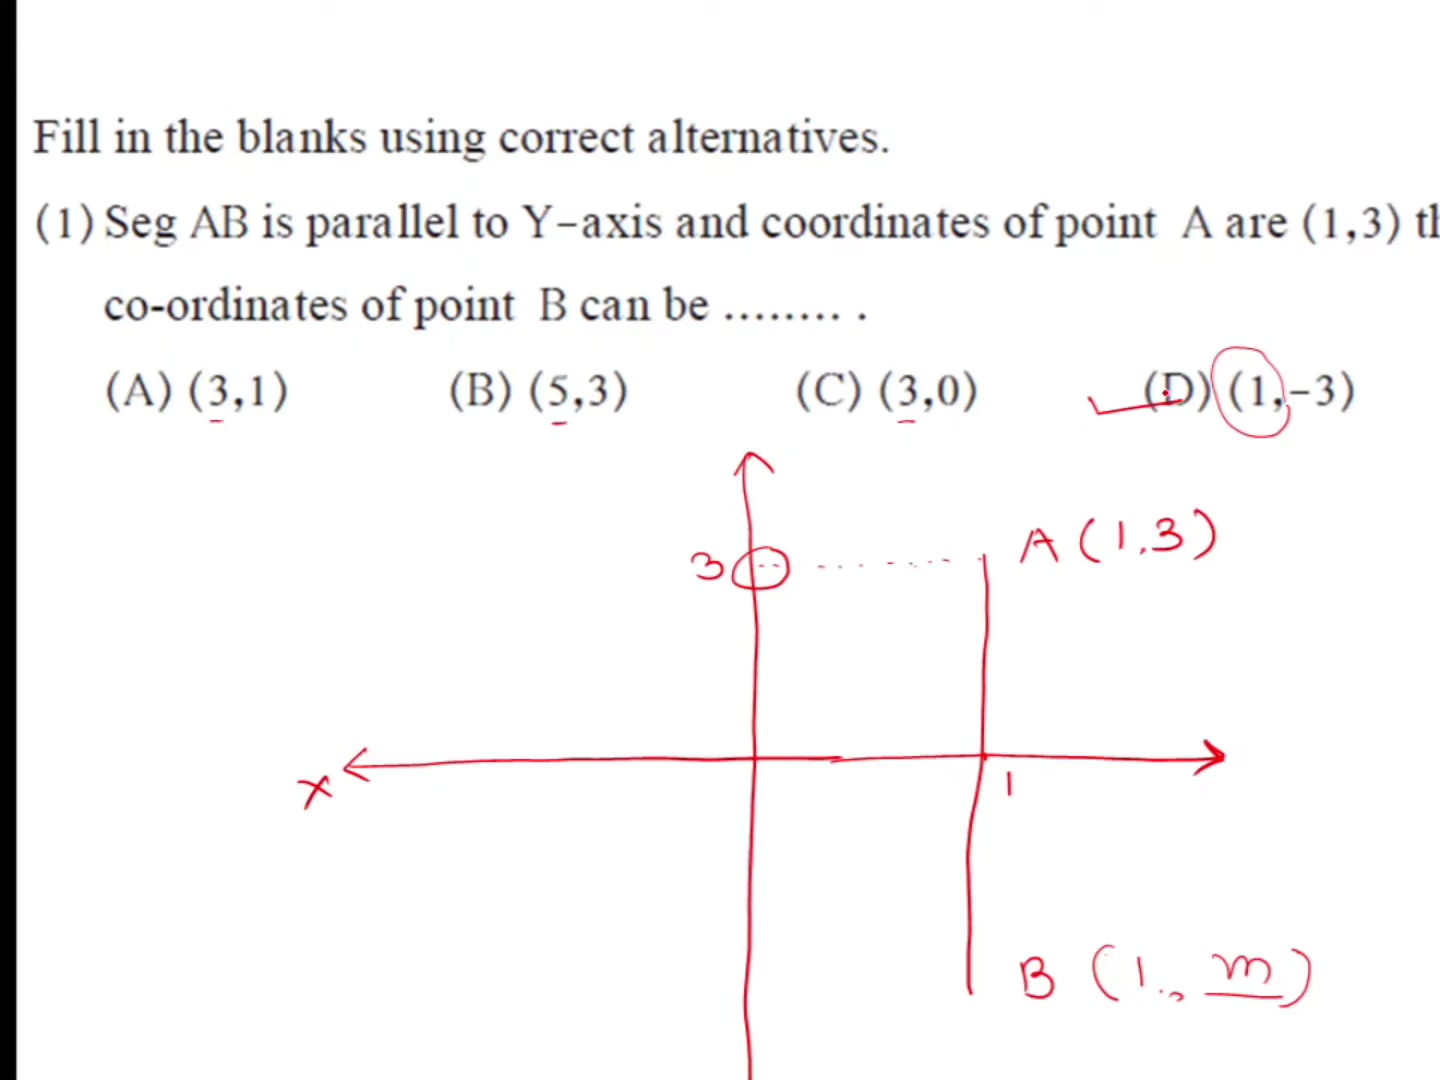 Fill in the blanks using correct alternatives.
(1) Seg AB is parallel to Y-axis and coordinates of point A are (1,3) th
co-ordinates of point B can be ........ .
(A) (3,1) (B) (5,3) (C) (3,0) (D) (1,-3)
A (1,3)
3
X
1
B (1, m)